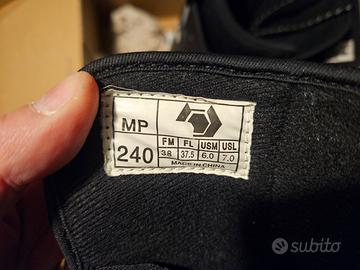 MP
240
FM FL USM USL
38 37.5 6.0 7.0
MADE IN CHINA
subito